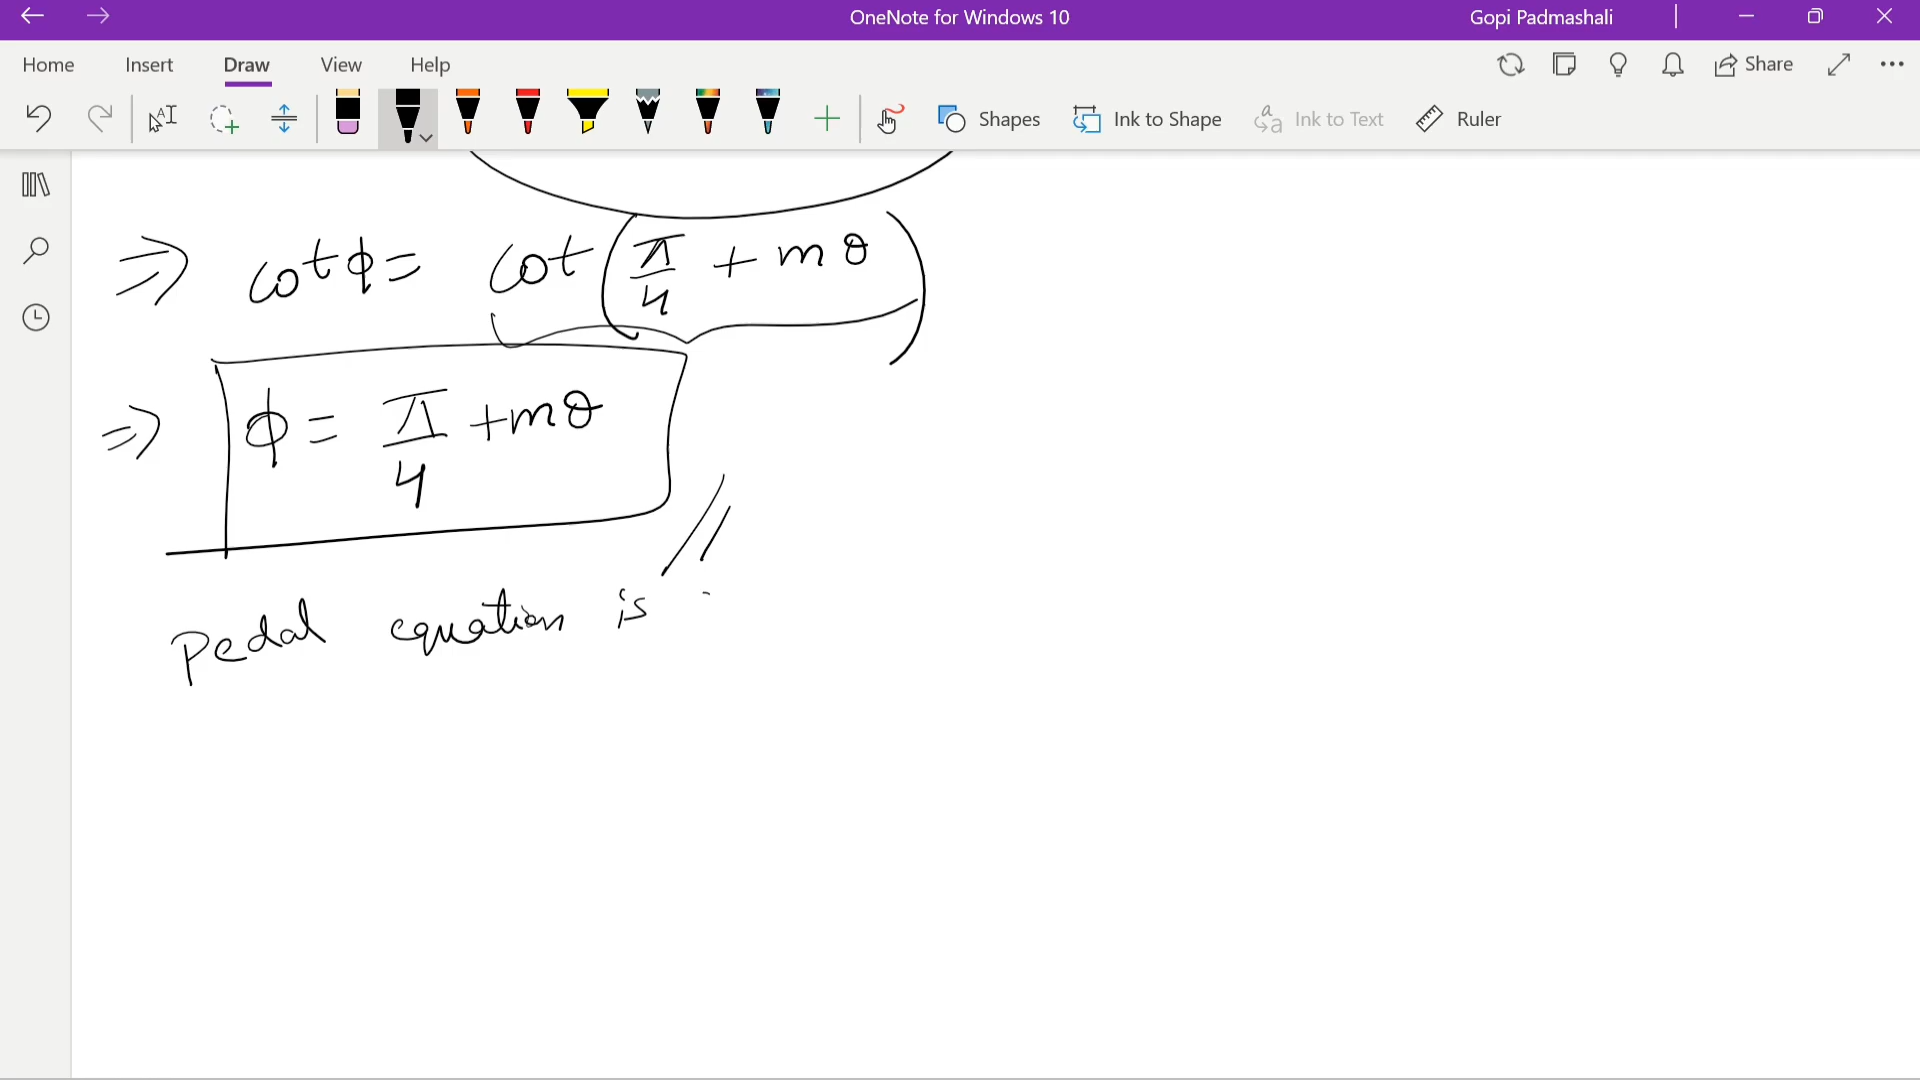 OneNote for Windows 10
Gopi Padmashali
Home Insert Draw View Help
Share
Shapes Ink to Shape Ink to Text Ruler
⇒ cot ϕ = cot (π/4 + mθ)
⇒ ϕ = π/4 + mθ
Pedal equation is